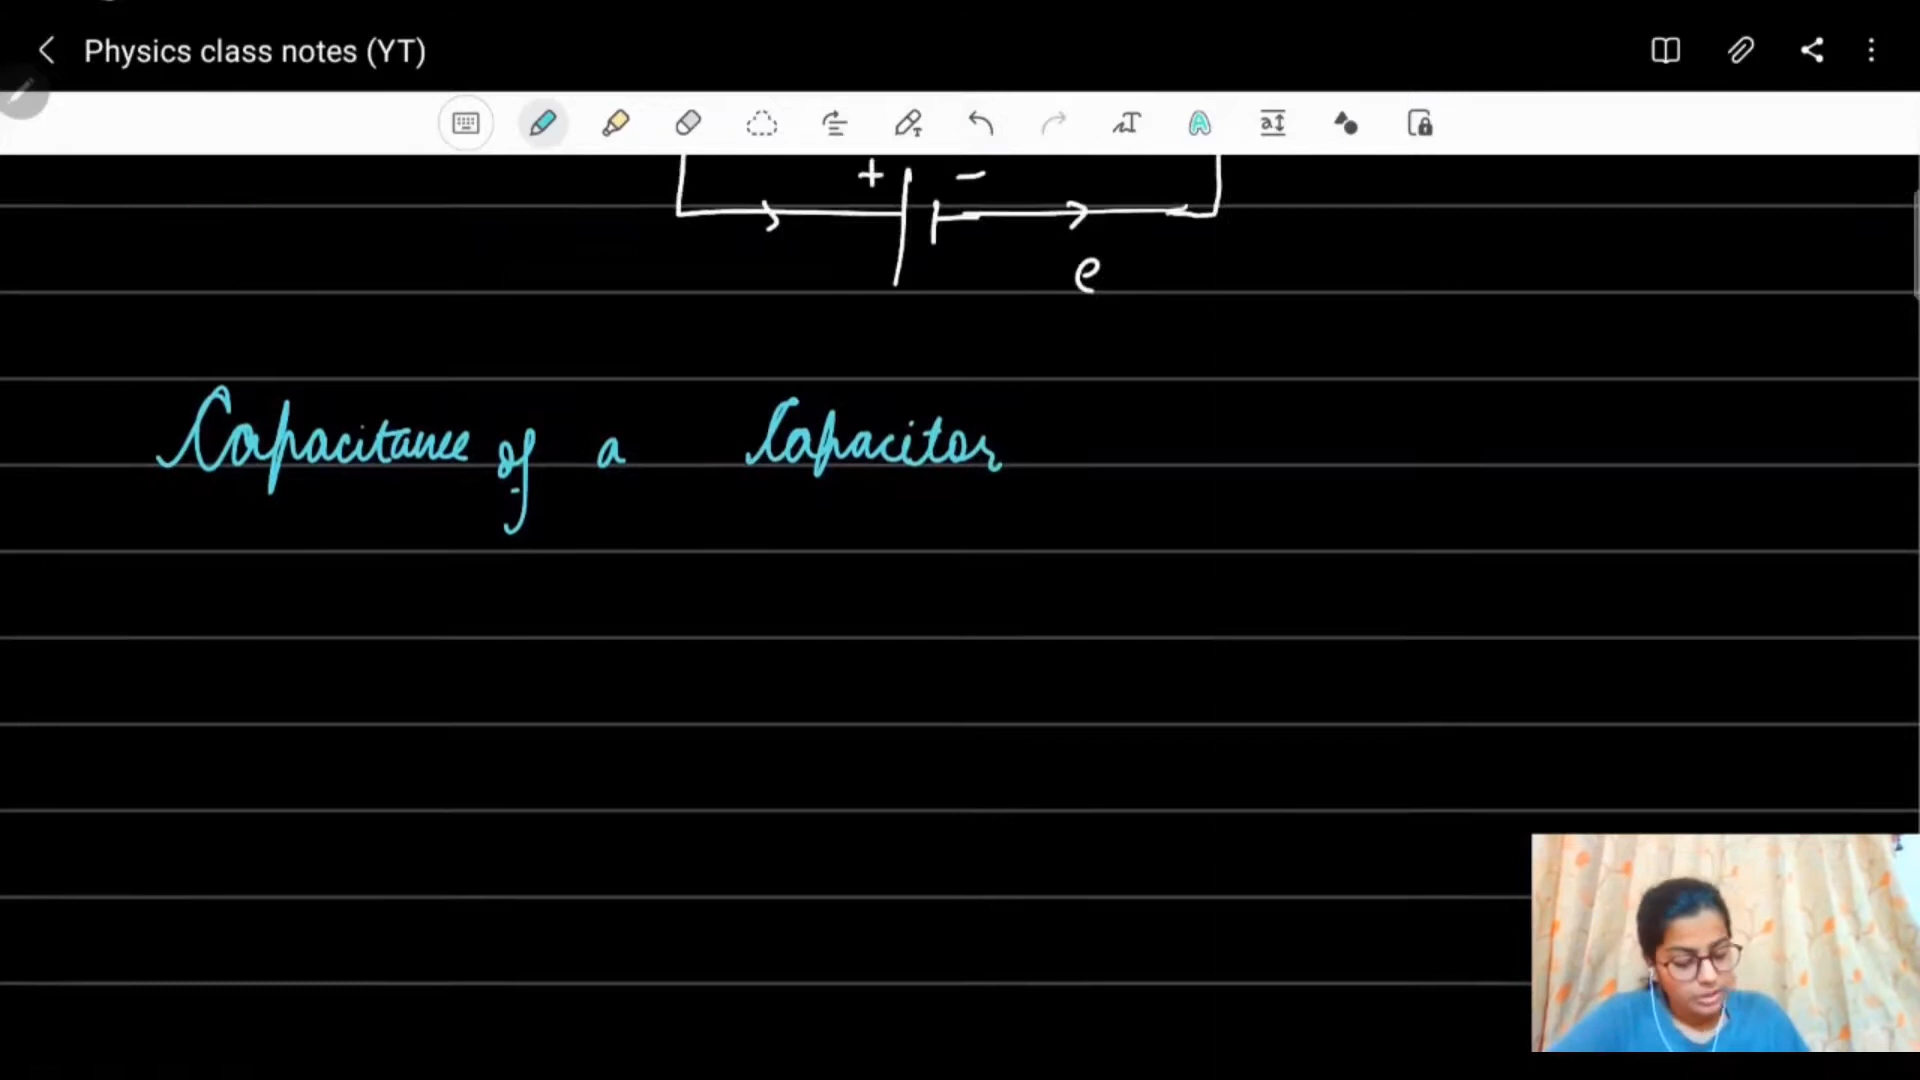 Physics class notes (YT)
+ -
e
Capacitance of a Capacitor